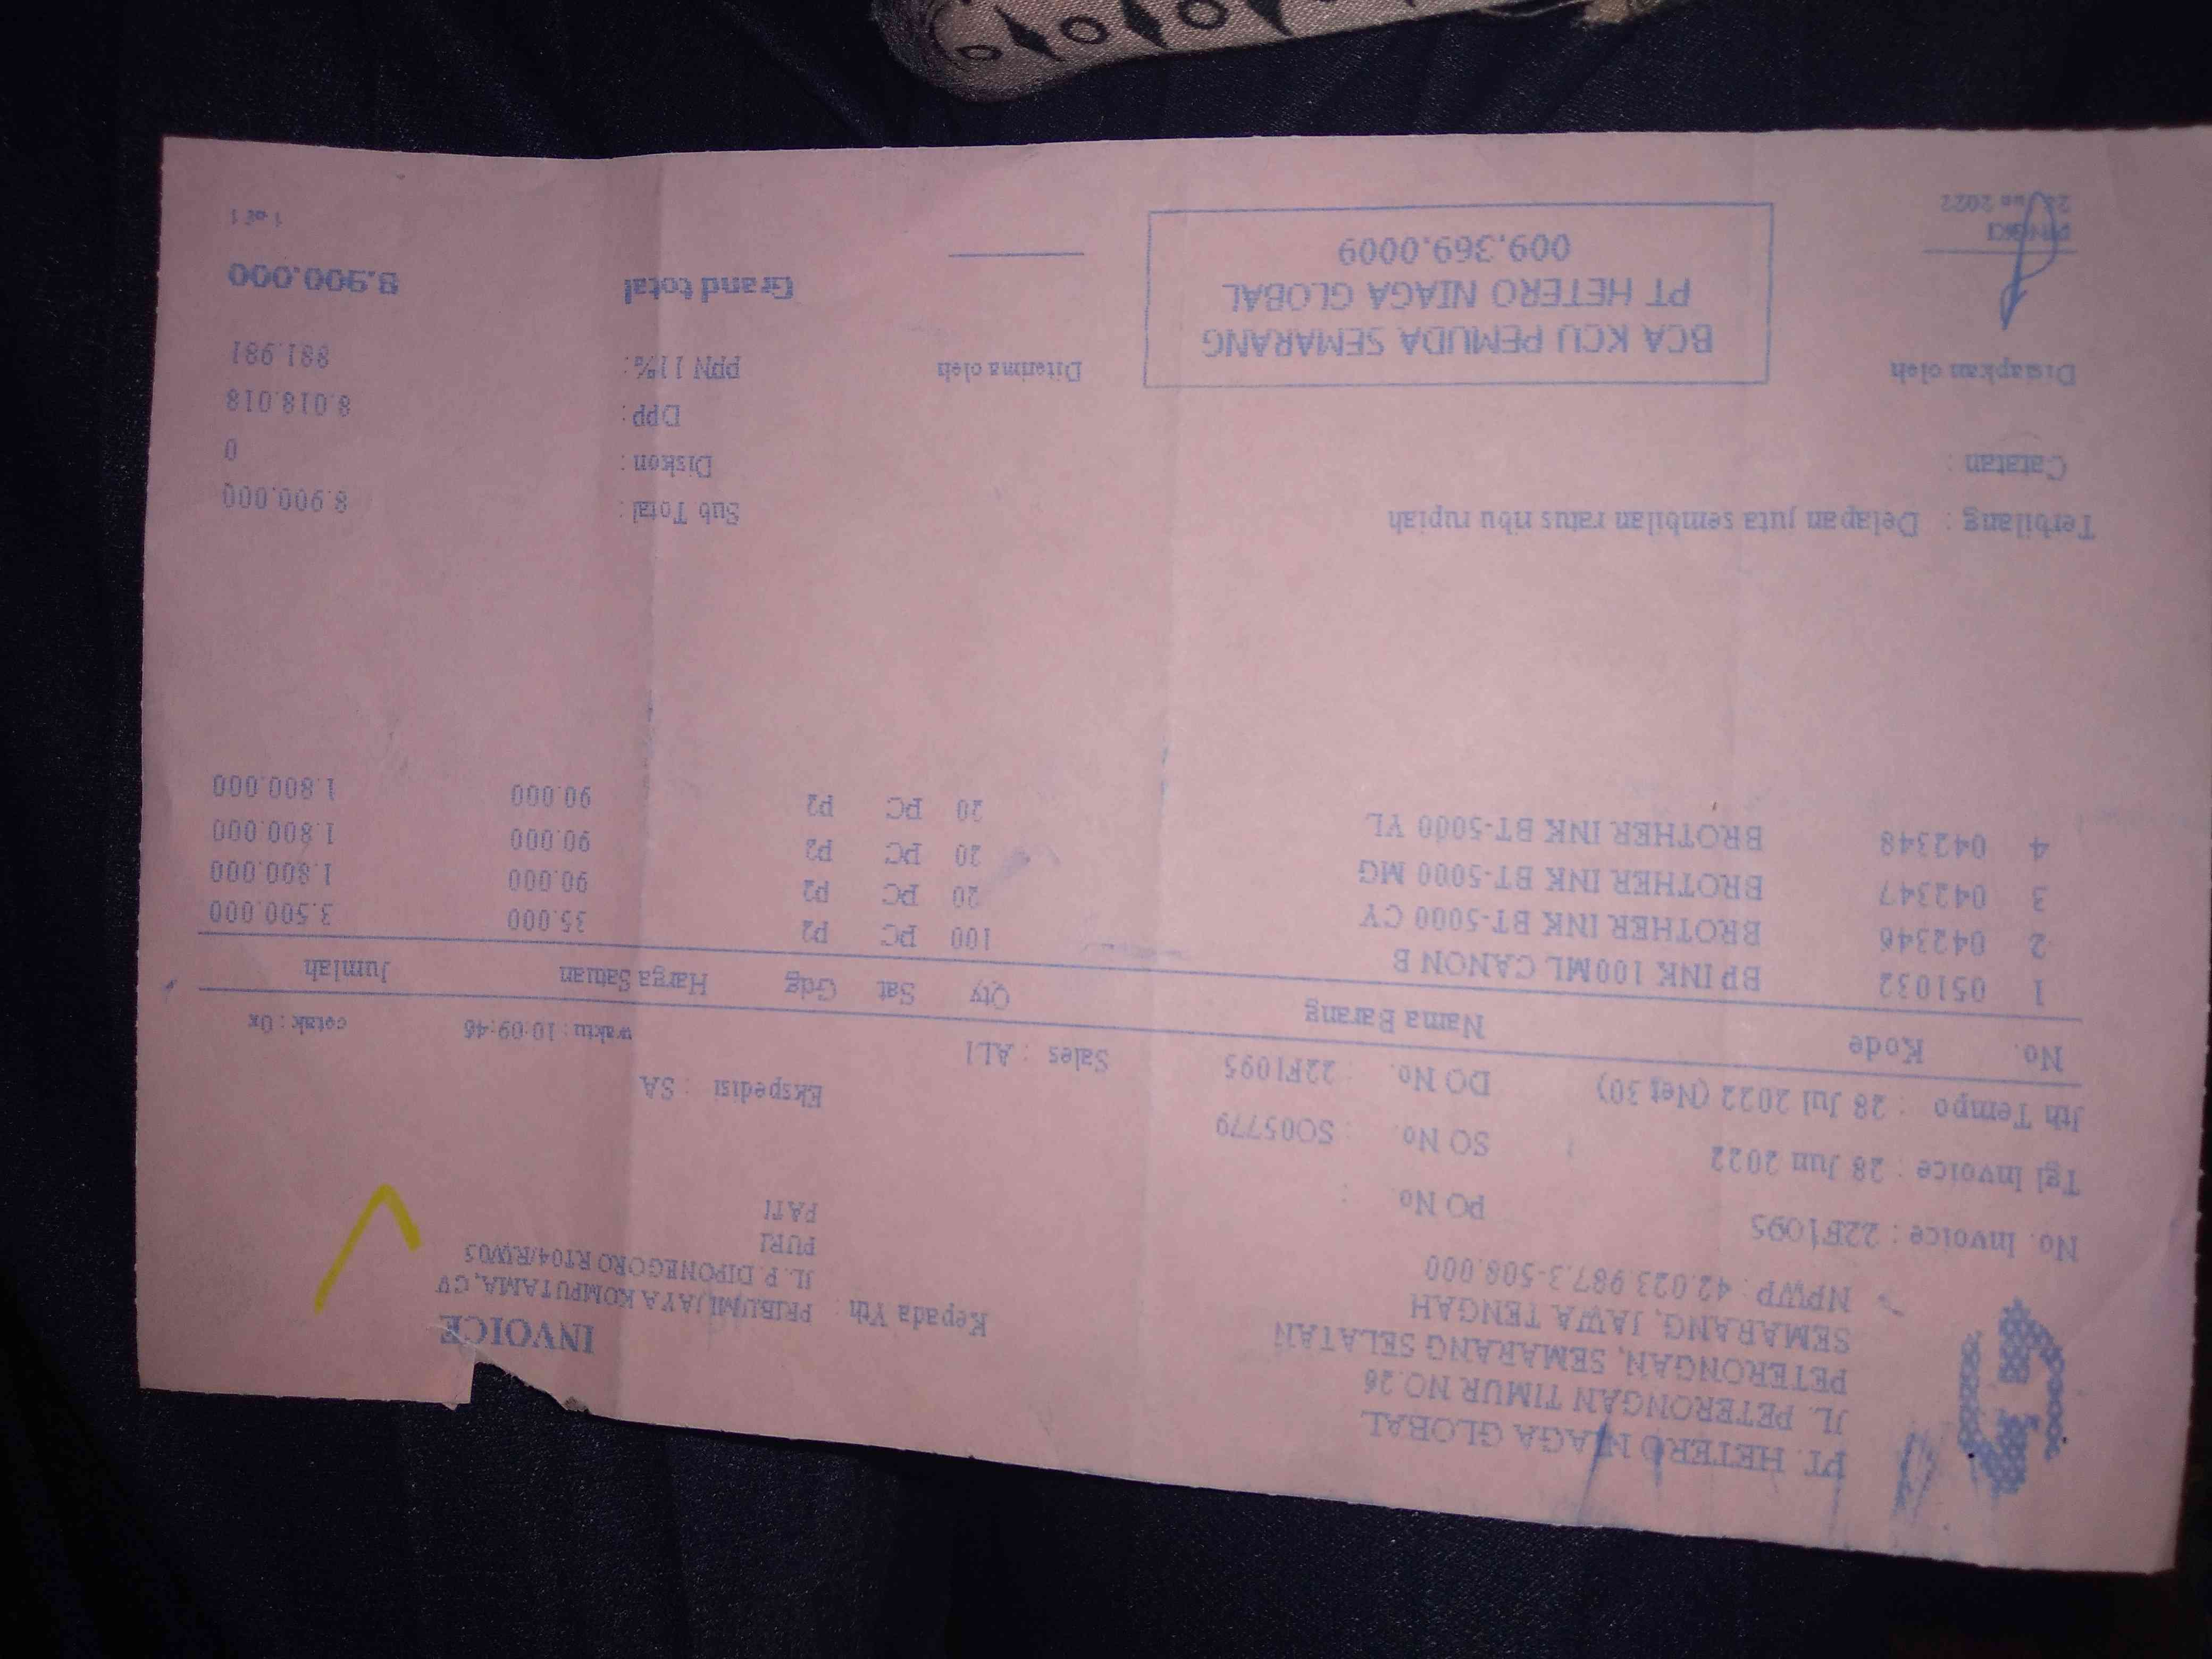 INVOICE
PT. HETERO NIAGA GLOBAL
JL. PETERONGAN TIMUR NO.26
PETERONGAN, SEMARANG SELATAN
SEMARANG, JAWA TENGAH
NPWP : 42.023.987.3-508.000
Kepada Yth : PRIBUMI JAYA KOMPUTAMA, CV
JL. P. DIPONEGORO RT04/RW05
PURI
PATI
No. Invoice : 22F1095 PO No. :
Tgl Invoice : 28 Jun 2022 SO No. : SO05779 Ekspedisi : SA
Jth Tempo : 28 Jul 2022 (Net 30) DO No. : 22F1095 Sales : ALI waktu : 10:09:46 cetak : 0x
No. Kode Nama Barang Qty Sat Gdg Harga Satuan Jumlah
1 051032 BP INK 100ML CANON B 100 PC P2 35.000 3.500.000
2 042346 BROTHER INK BT-5000 CY 20 PC P2 90.000 1.800.000
3 042347 BROTHER INK BT-5000 MG 20 PC P2 90.000 1.800.000
4 042348 BROTHER INK BT-5000 YL 20 PC P2 90.000 1.800.000
Terbilang : Delapan juta sembilan ratus ribu rupiah
Catatan :
Sub Total : 8.900.000
Diskon : 0
DPP : 8.018.018
PPN 11% : 881.981
Grand total 8.900.000
Disiapkan oleh
BCA KCU PEMUDA SEMARANG
PT HETERO NIAGA GLOBAL
009.369.0009
Diterima oleh
2022
1 of 1